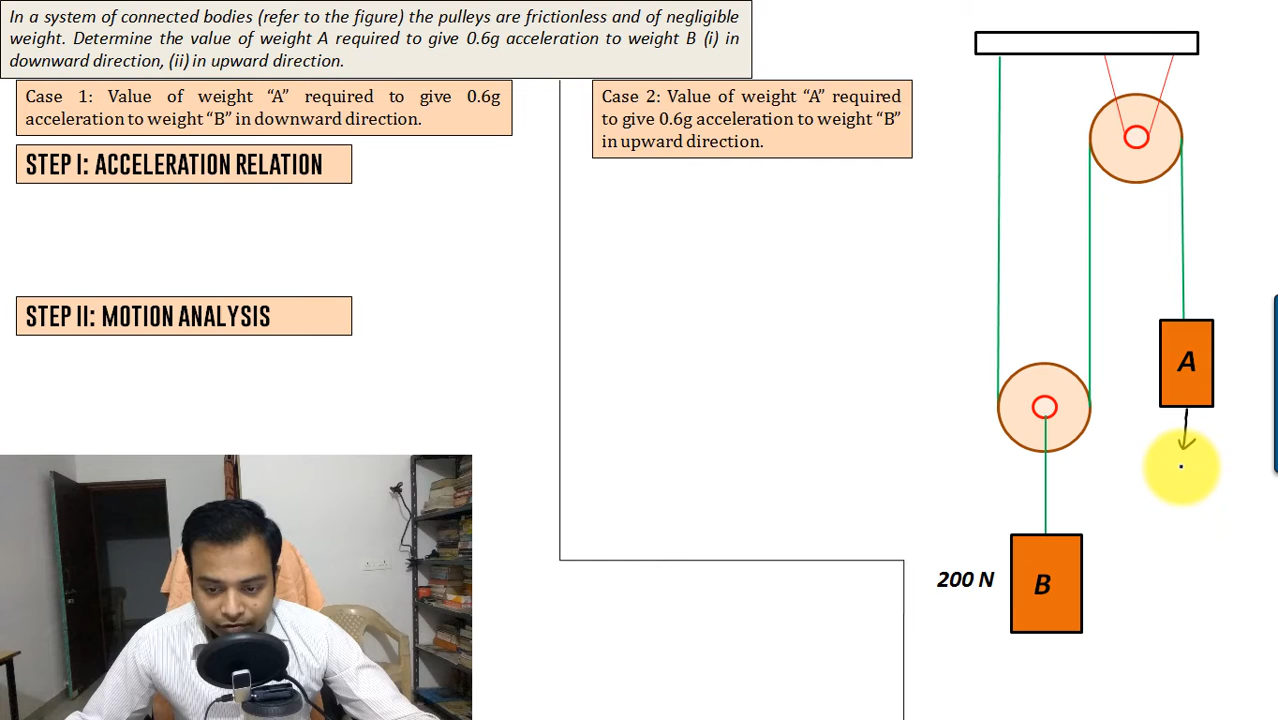 In a system of connected bodies (refer to the figure) the pulleys are frictionless and of negligible
weight. Determine the value of weight A required to give 0.6g acceleration to weight B (i) in
downward direction, (ii) in upward direction.
Case 1: Value of weight “A” required to give 0.6g
acceleration to weight “B” in downward direction.
Case 2: Value of weight “A” required
to give 0.6g acceleration to weight “B”
in upward direction.
STEP I: ACCELERATION RELATION
STEP II: MOTION ANALYSIS
A
200 N
B